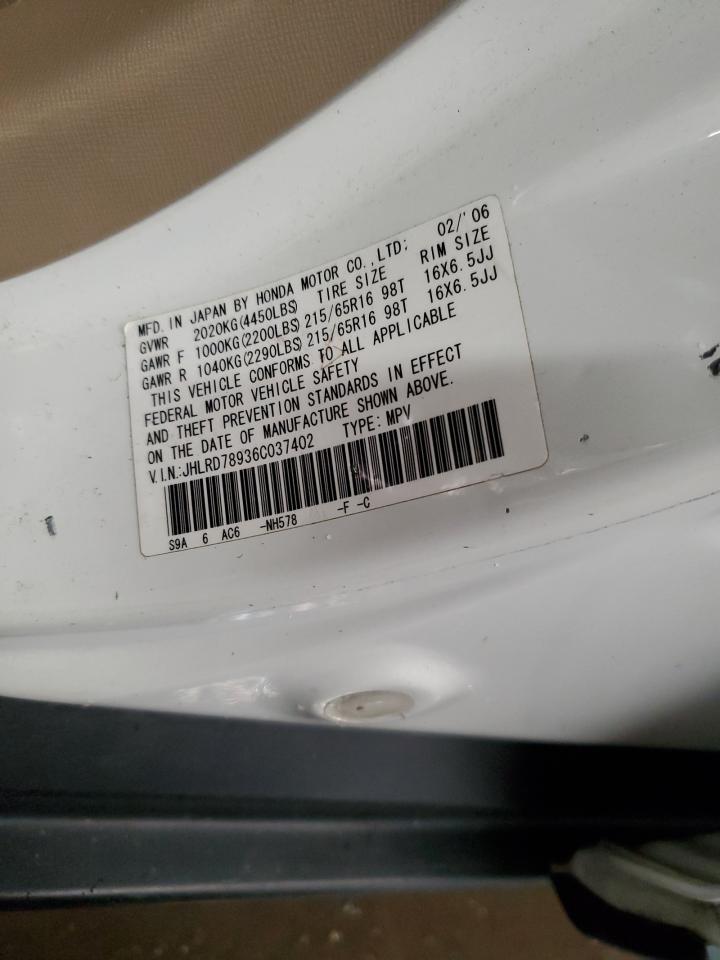 MFD. IN JAPAN BY HONDA MOTOR CO.,LTD; 02/'06
GVWR 2020KG(4450LBS) TIRE SIZE RIM SIZE
GAWR F 1000KG(2200LBS) 215/65R16 98T 16X6.5JJ
GAWR R 1040KG(2290LBS) 215/65R16 98T 16X6.5JJ
THIS VEHICLE CONFORMS TO ALL APPLICABLE
FEDERAL MOTOR VEHICLE SAFETY
AND THEFT PREVENTION STANDARDS IN EFFECT
ON THE DATE OF MANUFACTURE SHOWN ABOVE.
V.I.N.:JHLRD78936C037402 TYPE: MPV
S9A 6 AC6 -NH578 -F -C